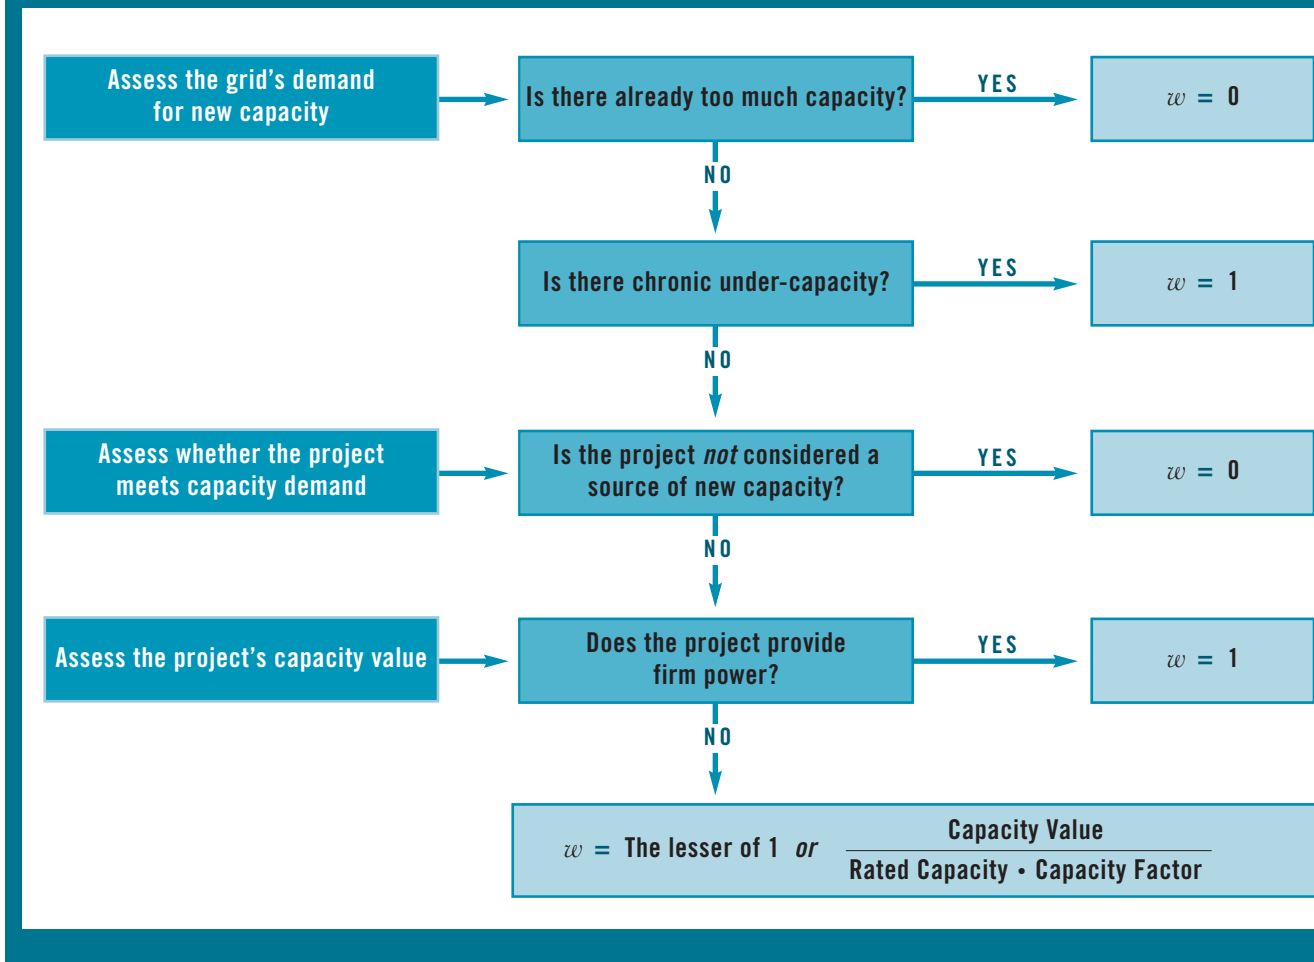 Assess the grid’s demand
for new capacity
Is there already too much capacity?
YES
w = 0
NO
Is there chronic under-capacity?
YES
w = 1
NO
Assess whether the project
meets capacity demand
Is the project not considered a
source of new capacity?
YES
w = 0
NO
Assess the project’s capacity value
Does the project provide
firm power?
YES
w = 1
NO
w = The lesser of 1 or
Capacity Value
Rated Capacity • Capacity Factor